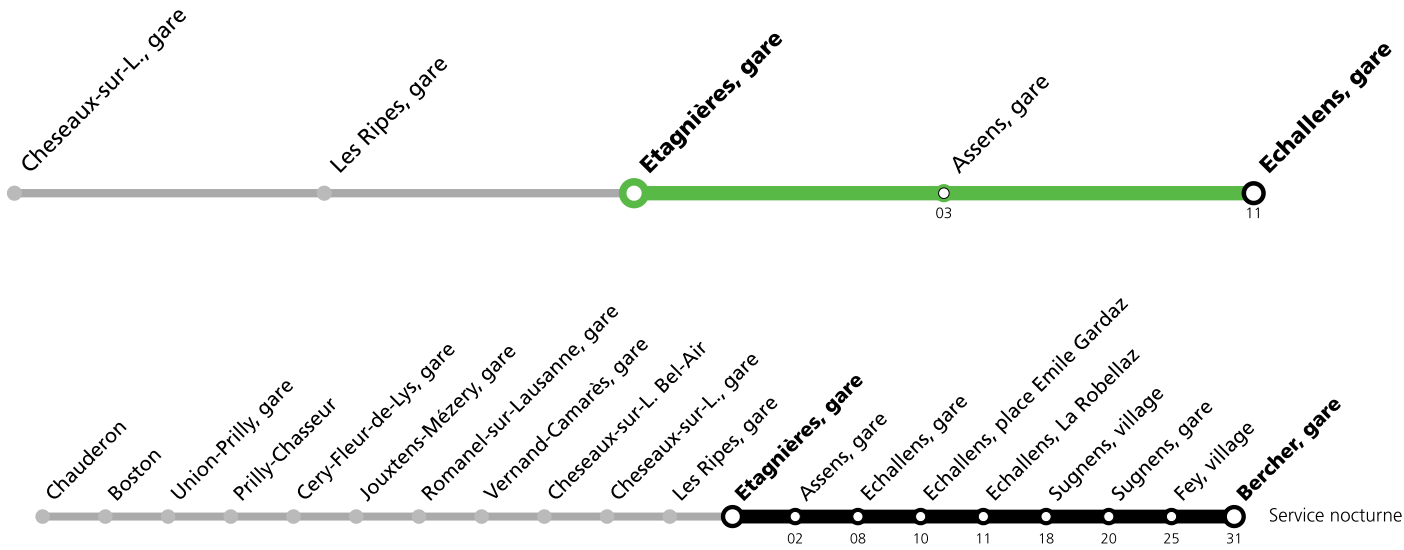 Cheseaux-sur-L., gare
Les Ripes, gare
Etagnières, gare
Assens, gare
Echallens, gare
03
11
Chauderon
Boston
Union-Prilly, gare
Prilly-Chasseur
Cery-Fleur-de-Lys, gare
Jouxtens-Mézery, gare
Romanel-sur-Lausanne, gare
Vernand-Camarès, gare
Cheseaux-sur-L. Bel-Air
Cheseaux-sur-L., gare
Les Ripes, gare
Etagnières, gare
Assens, gare
Echallens, gare
Echallens, place Emile Gardaz
Echallens, La Robellaz
Sugnens, village
Sugnens, gare
Fey, village
Bercher, gare
Service nocturne
02
08
10
11
18
20
25
31